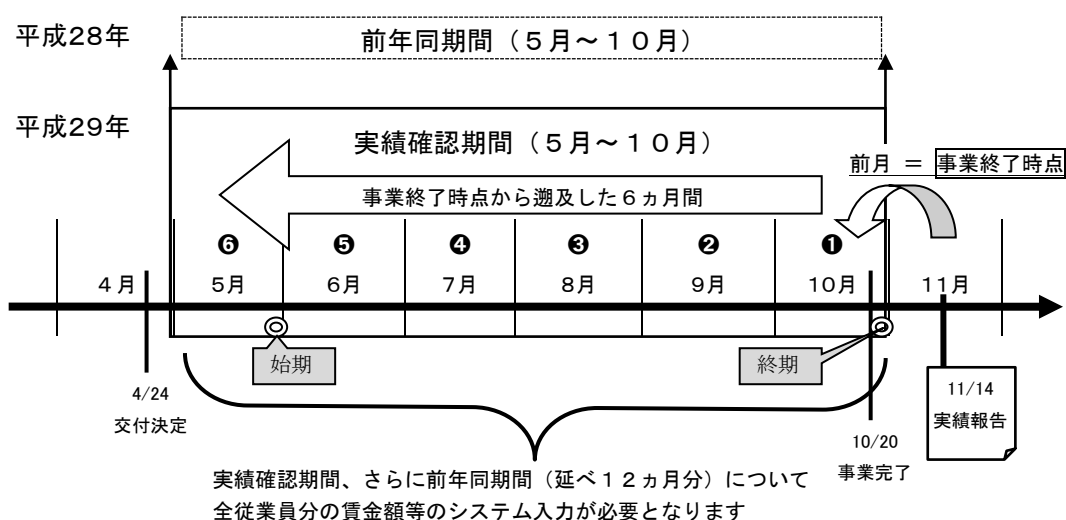 平成28年
前年同期間（５月～１０月）
平成29年
実績確認期間（５月～１０月）
前月 ＝ 事業終了時点
事業終了時点から遡及した６ヵ月間
❻ ❺ ❹ ❸ ❷ ❶
４月 ５月 ６月 ７月 ８月 ９月 １０月 １１月
始期
終期
4/24
交付決定
11/14
実績報告
10/20
事業完了
実績確認期間、さらに前年同期間（延べ１２ヵ月分）について
全従業員分の賃金額等のシステム入力が必要となります